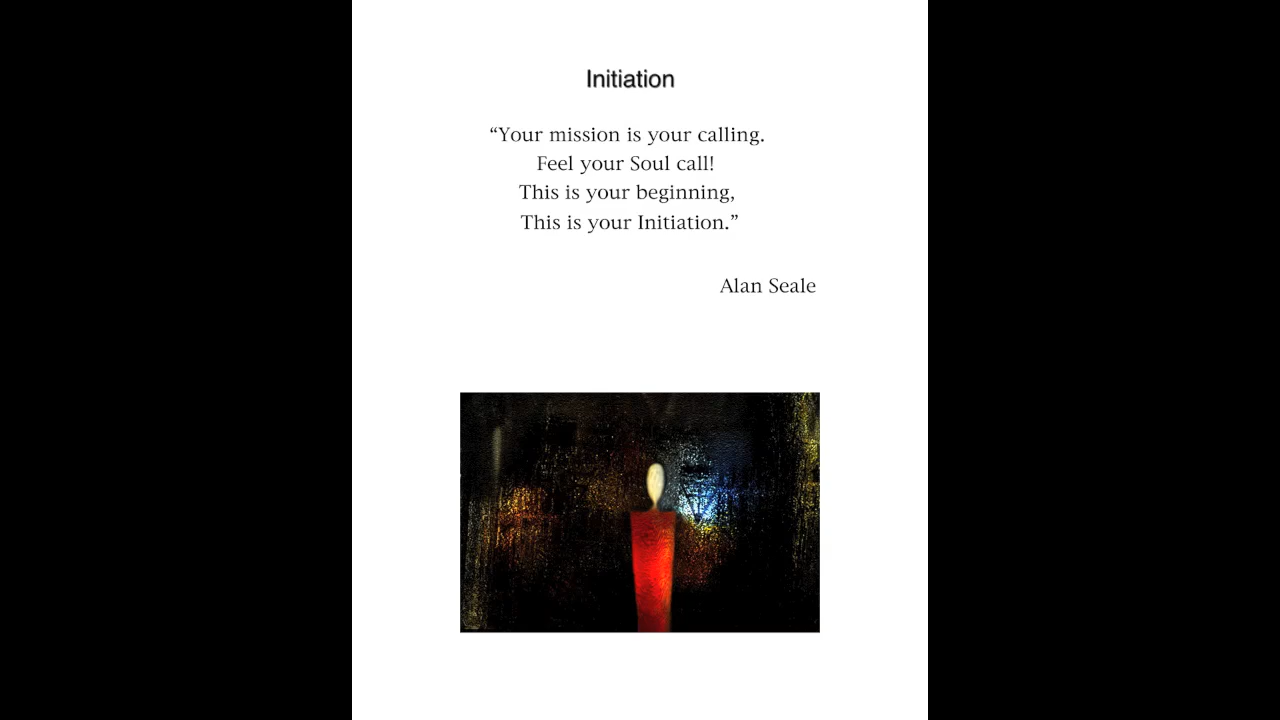 Initiation
“Your mission is your calling.
Feel your Soul call!
This is your beginning,
This is your Initiation.”
Alan Seale